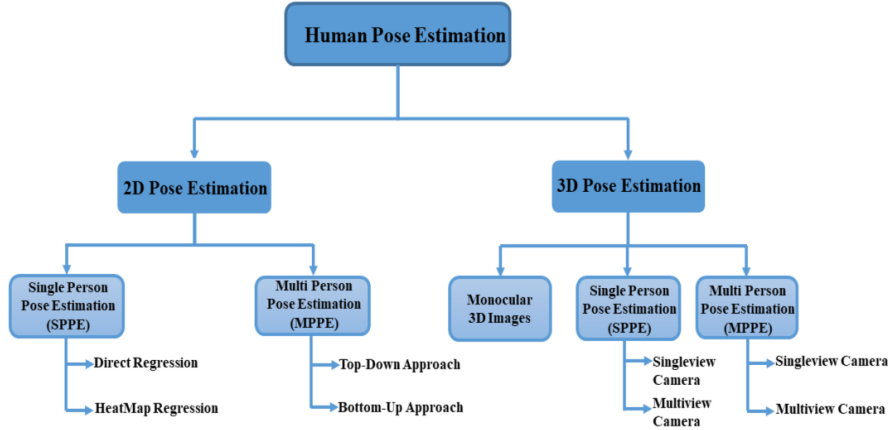 Human Pose Estimation
2D Pose Estimation
3D Pose Estimation
Single Person
Pose Estimation
(SPPE)
Multi Person
Pose Estimation
(MPPE)
Monocular
3D Images
Single Person
Pose Estimation
(SPPE)
Multi Person
Pose Estimation
(MPPE)
Direct Regression
HeatMap Regression
Top-Down Approach
Bottom-Up Approach
Singleview
Camera
Multiview
Camera
Singleview Camera
Multiview Camera